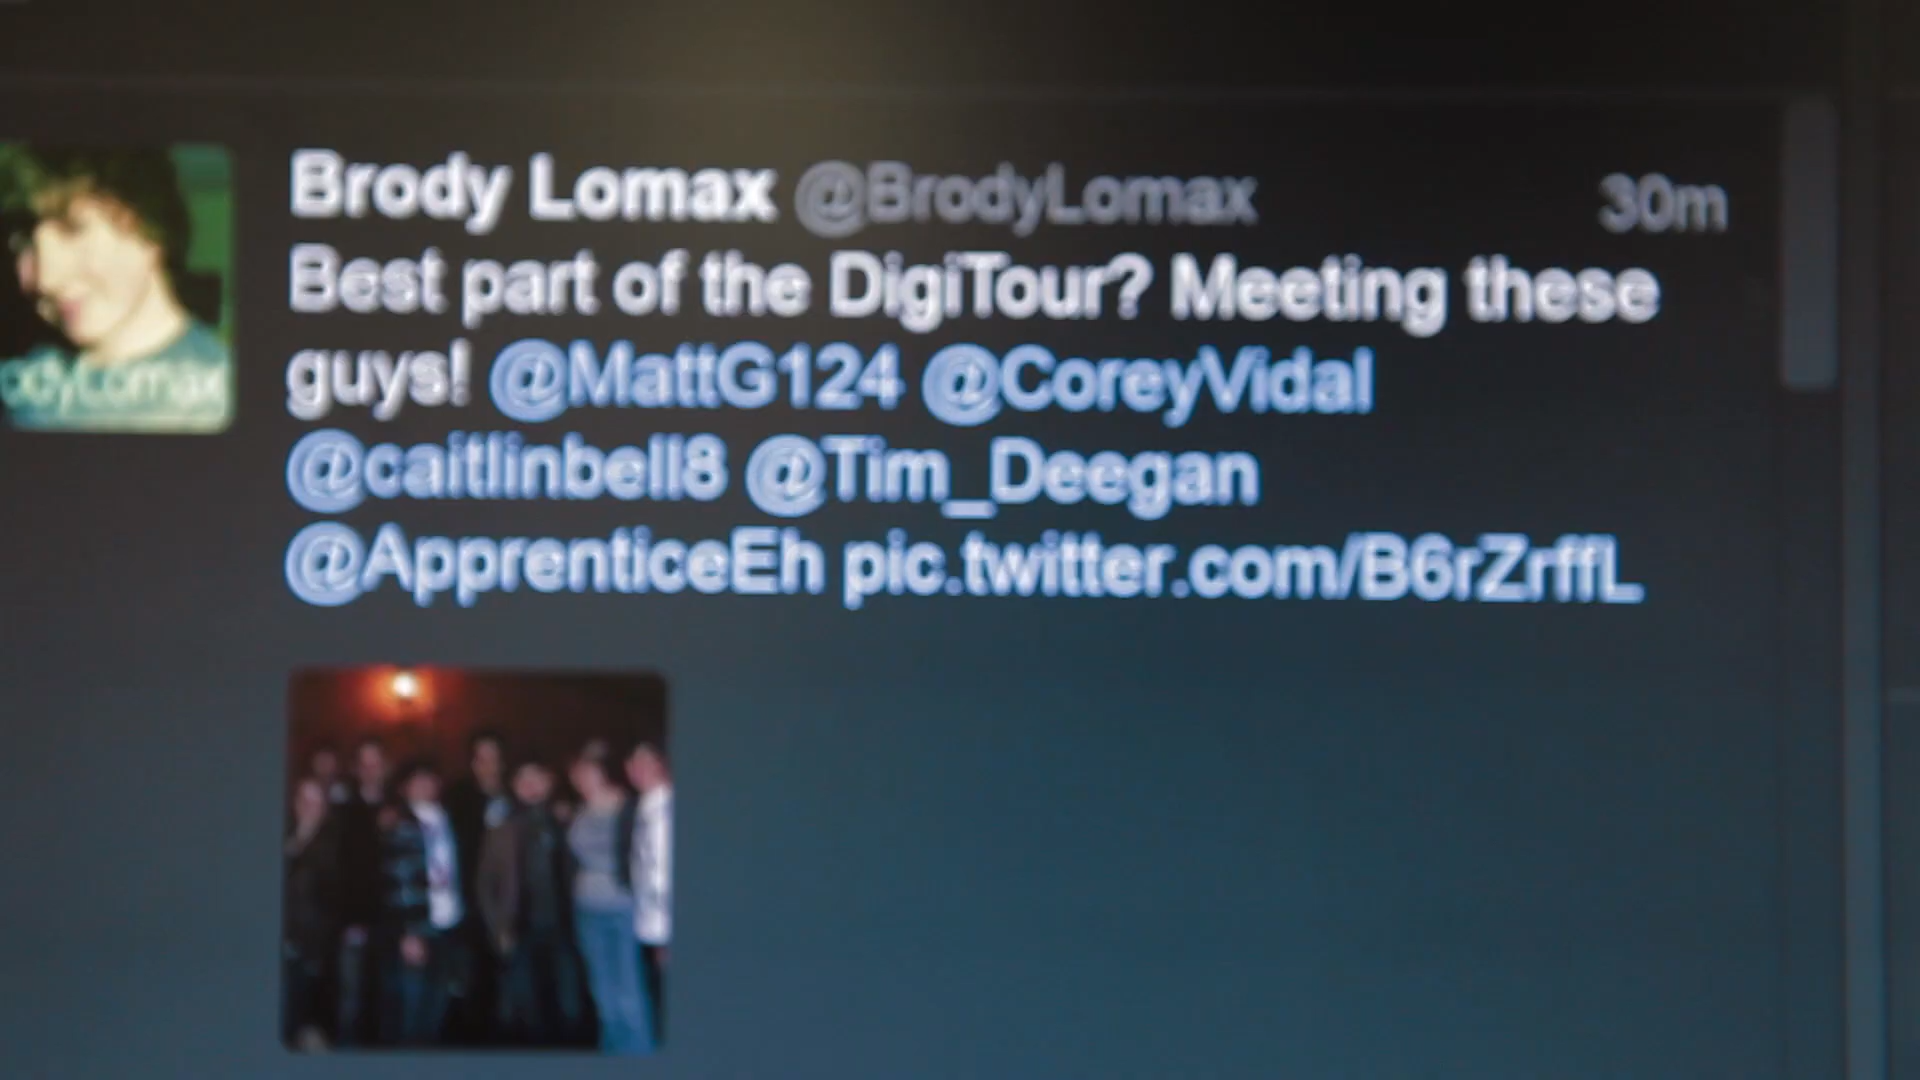 Brody Lomax @BrodyLomax 30m
Best part of the DigiTour? Meeting these
guys! @MattG124 @CoreyVidal
@caitlinbell8 @Tim_Deegan
@ApprenticeEh pic.twitter.com/B6rZrffL
odyLomax